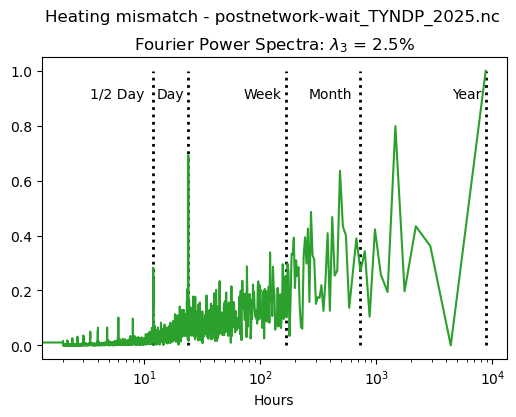 Heating mismatch - postnetwork-wait_TYNDP_2025.nc
Fourier Power Spectra: λ₃ = 2.5%
1.0
1/2 Day Day Week Month Year
0.8
0.6
0.4
0.2
0.0
10¹ 10² 10³ 10⁴
Hours